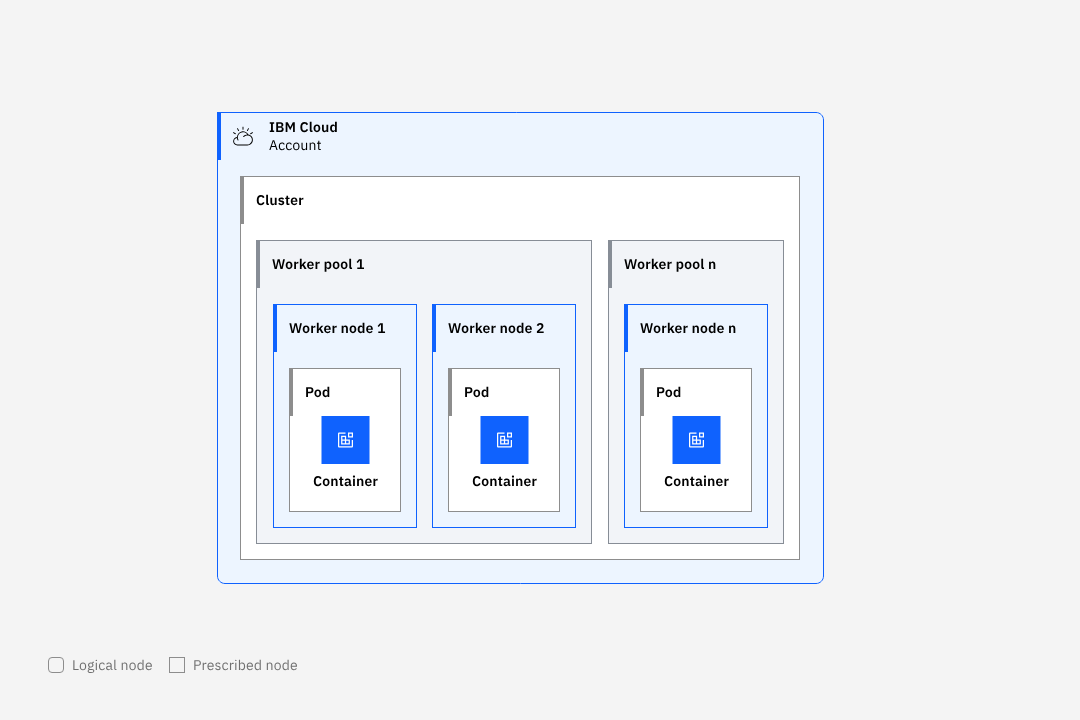 IBM Cloud
Account
Cluster
Worker pool 1
Worker pool n
Worker node 1
Worker node 2
Worker node n
Pod
Pod
Pod
Container
Container
Container
Logical node
Prescribed node